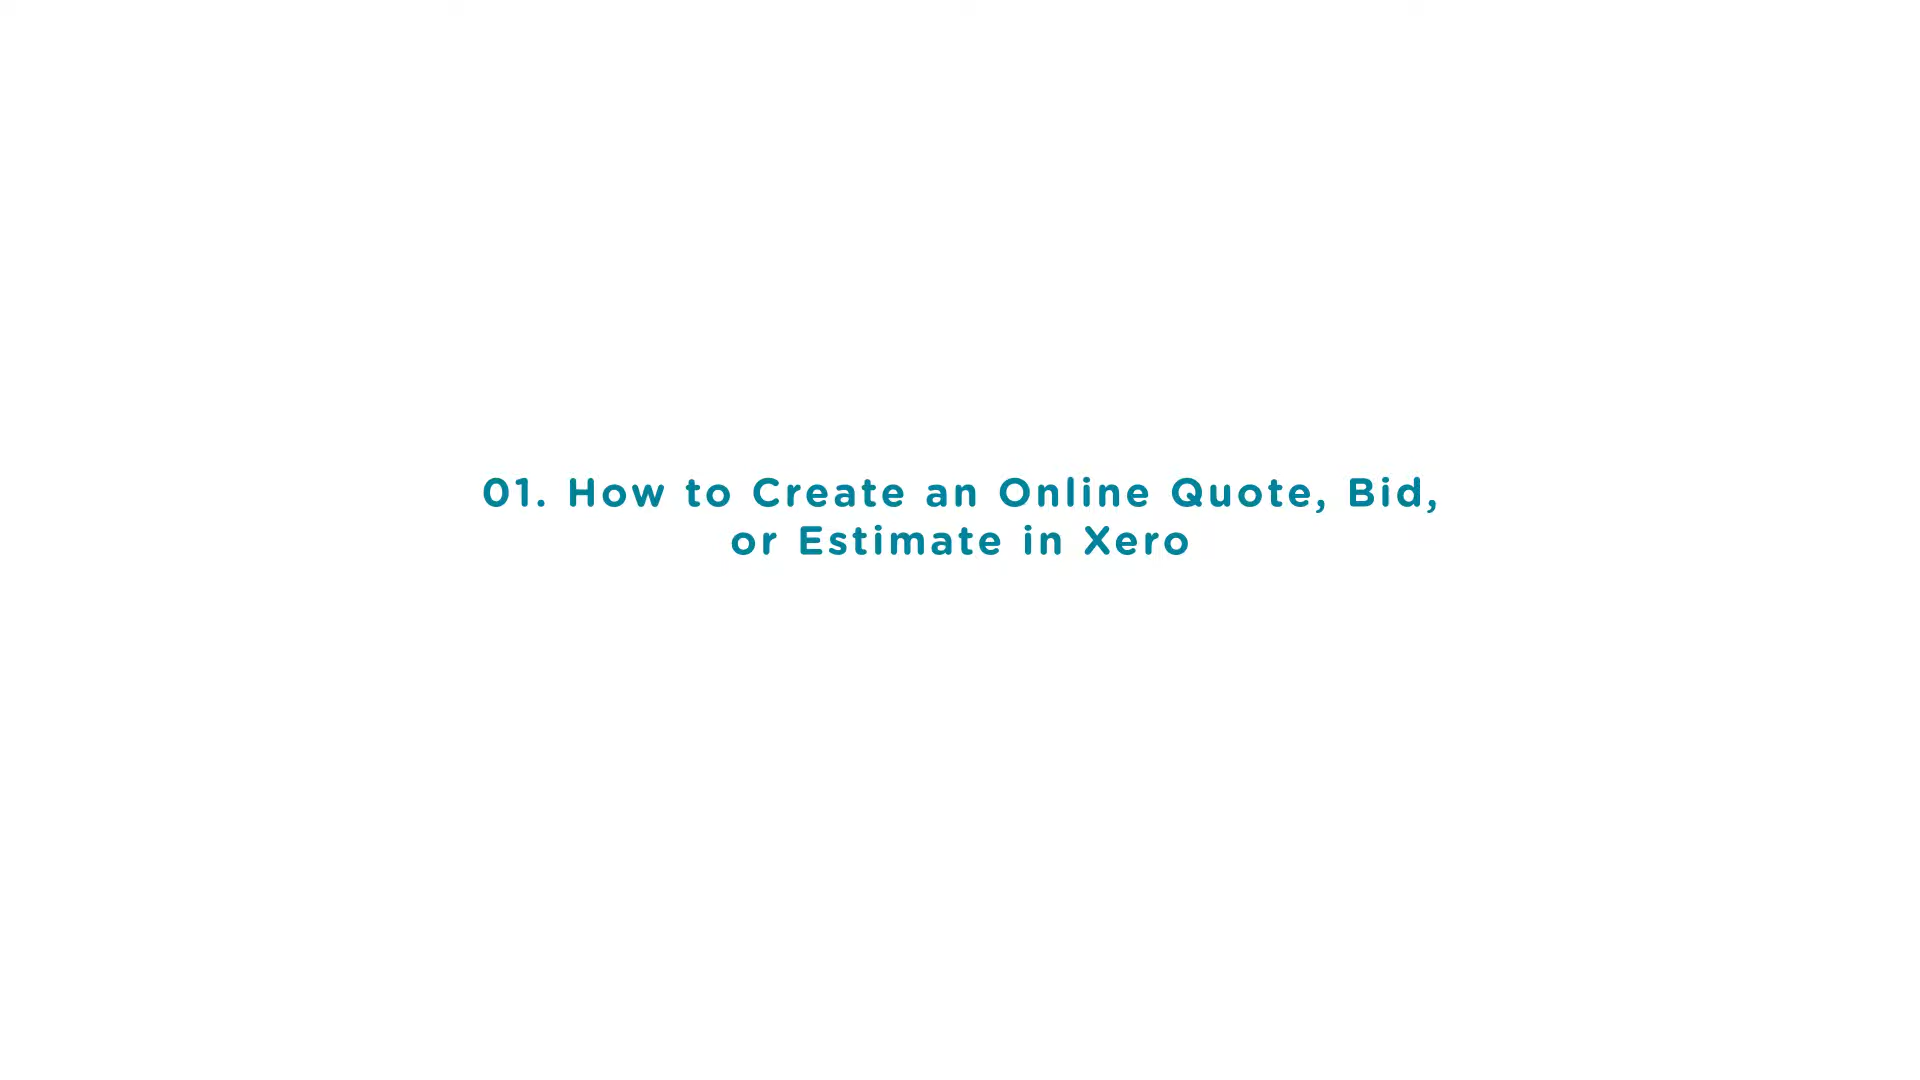 01. How to Create an Online Quote, Bid,
or Estimate in Xero